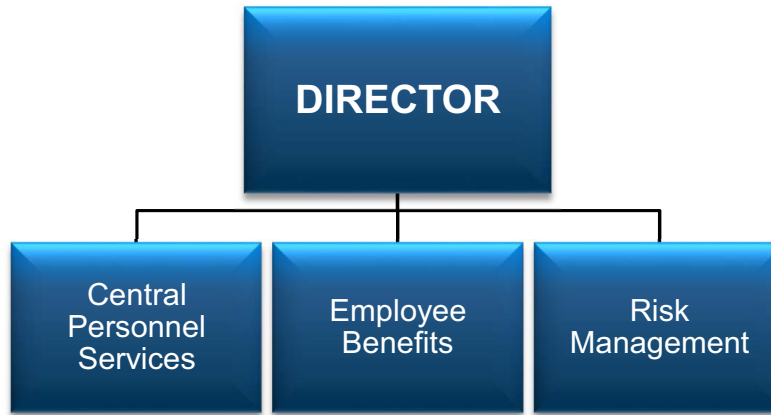 DIRECTOR
Central
Personnel
Services
Employee
Benefits
Risk
Management